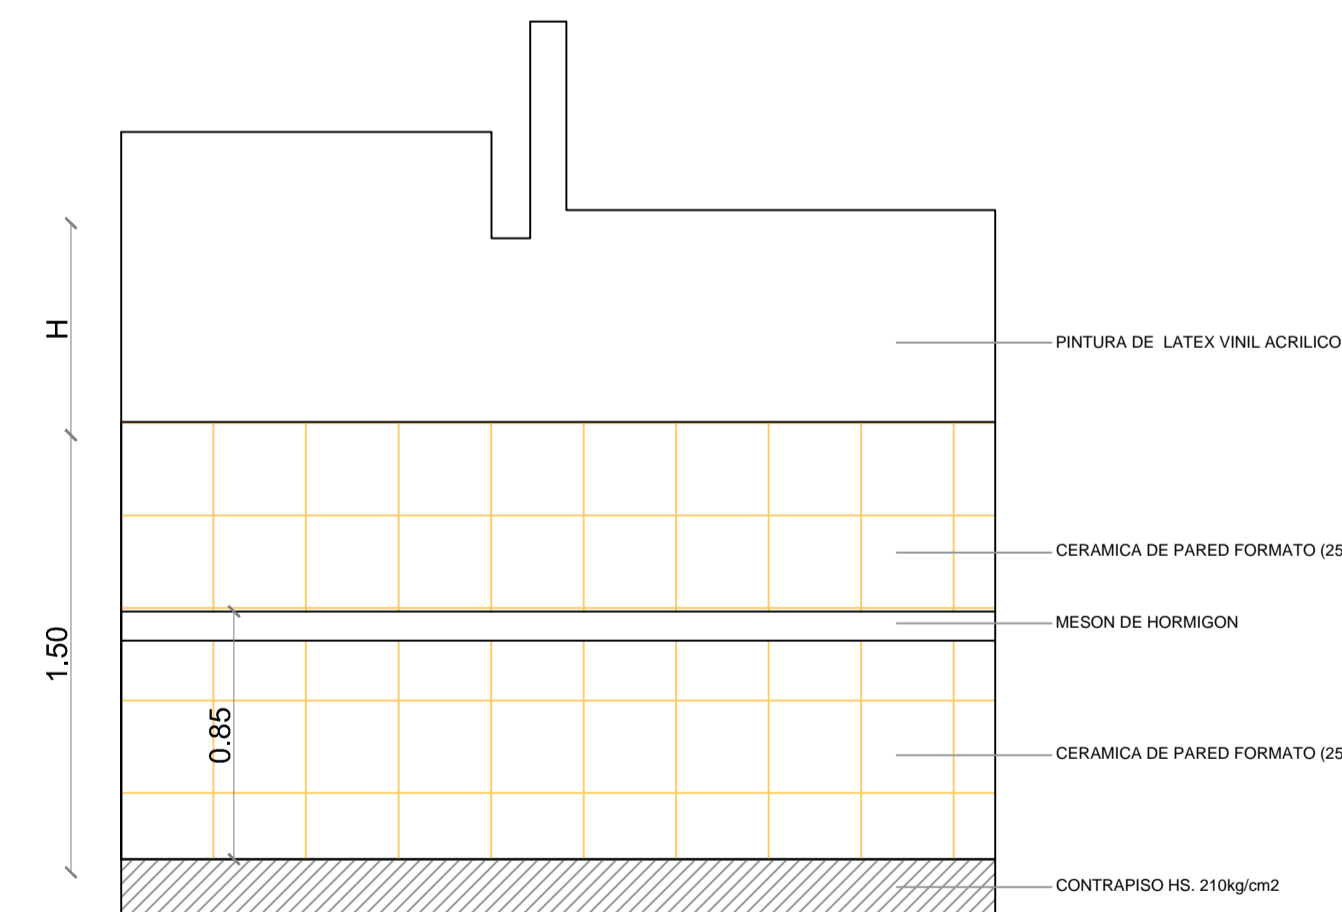 H
PINTURA DE LATEX VINIL ACRILICO
CERAMICA DE PARED FORMATO (25
MESON DE HORMIGON
1.50
0.85
CERAMICA DE PARED FORMATO (25
CONTRAPISO HS. 210kg/cm2